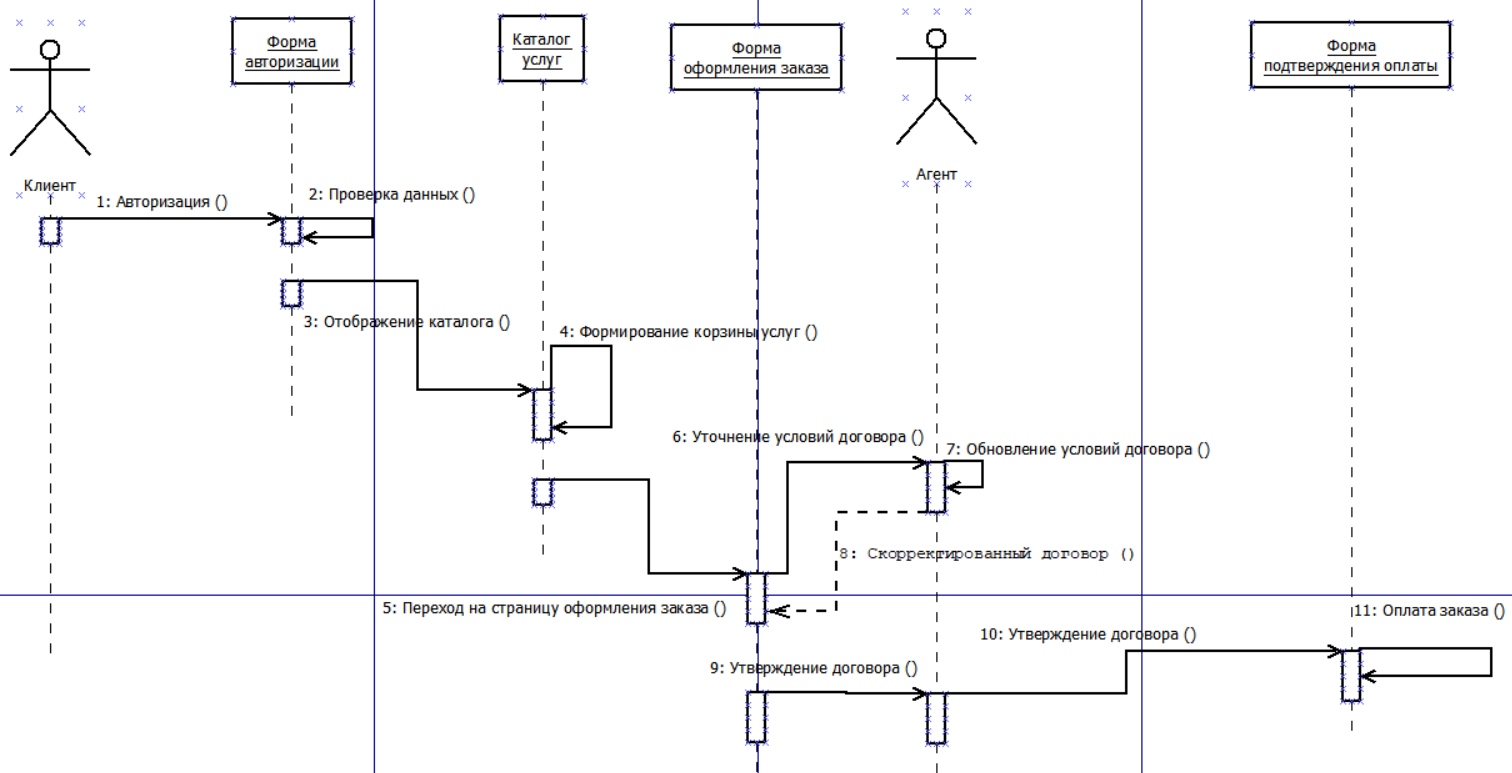 Форма
авторизации
Каталог
услуг
Форма
оформления заказа
Форма
подтверждения оплаты
Клиент
Агент
1: Авторизация ()
2: Проверка данных ()
3: Отображение каталога ()
4: Формирование корзины услуг ()
6: Уточнение условий договора ()
7: Обновление условий договора ()
8: Скорректированный договор ()
5: Переход на страницу оформления заказа ()
11: Оплата заказа ()
10: Утверждение договора ()
9: Утверждение договора ()